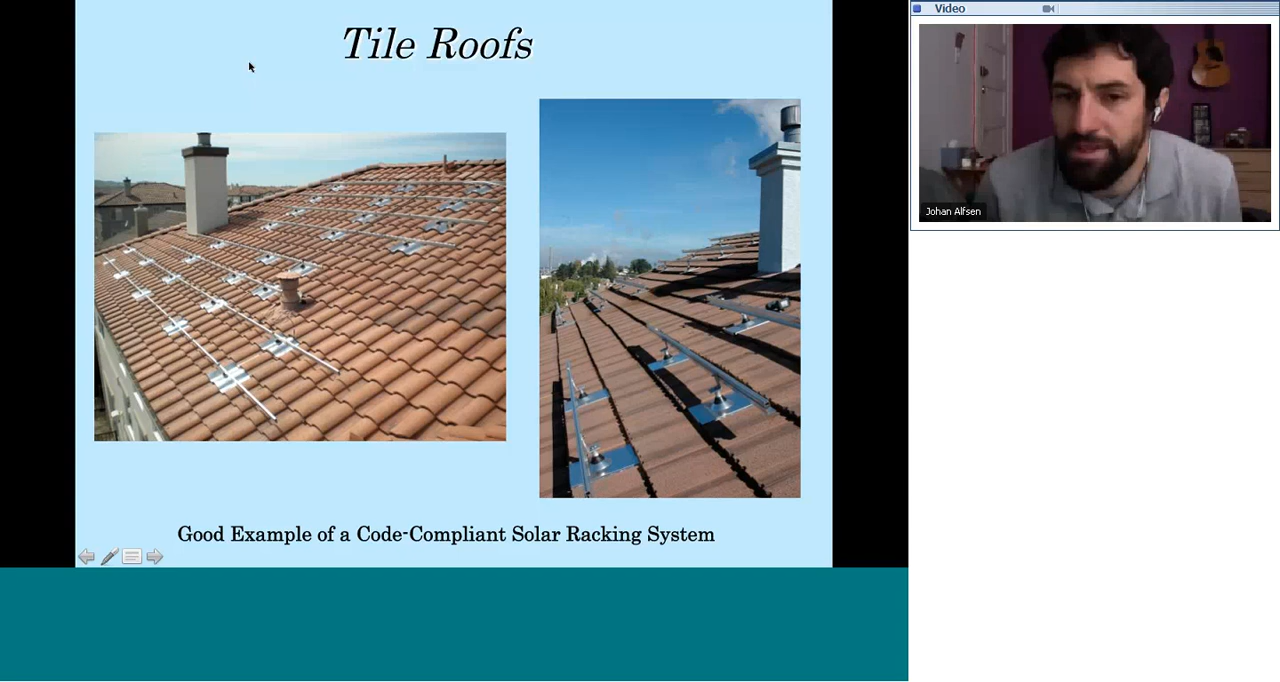 Tile Roofs
Good Example of a Code-Compliant Solar Racking System
Video
Johan Alfsen